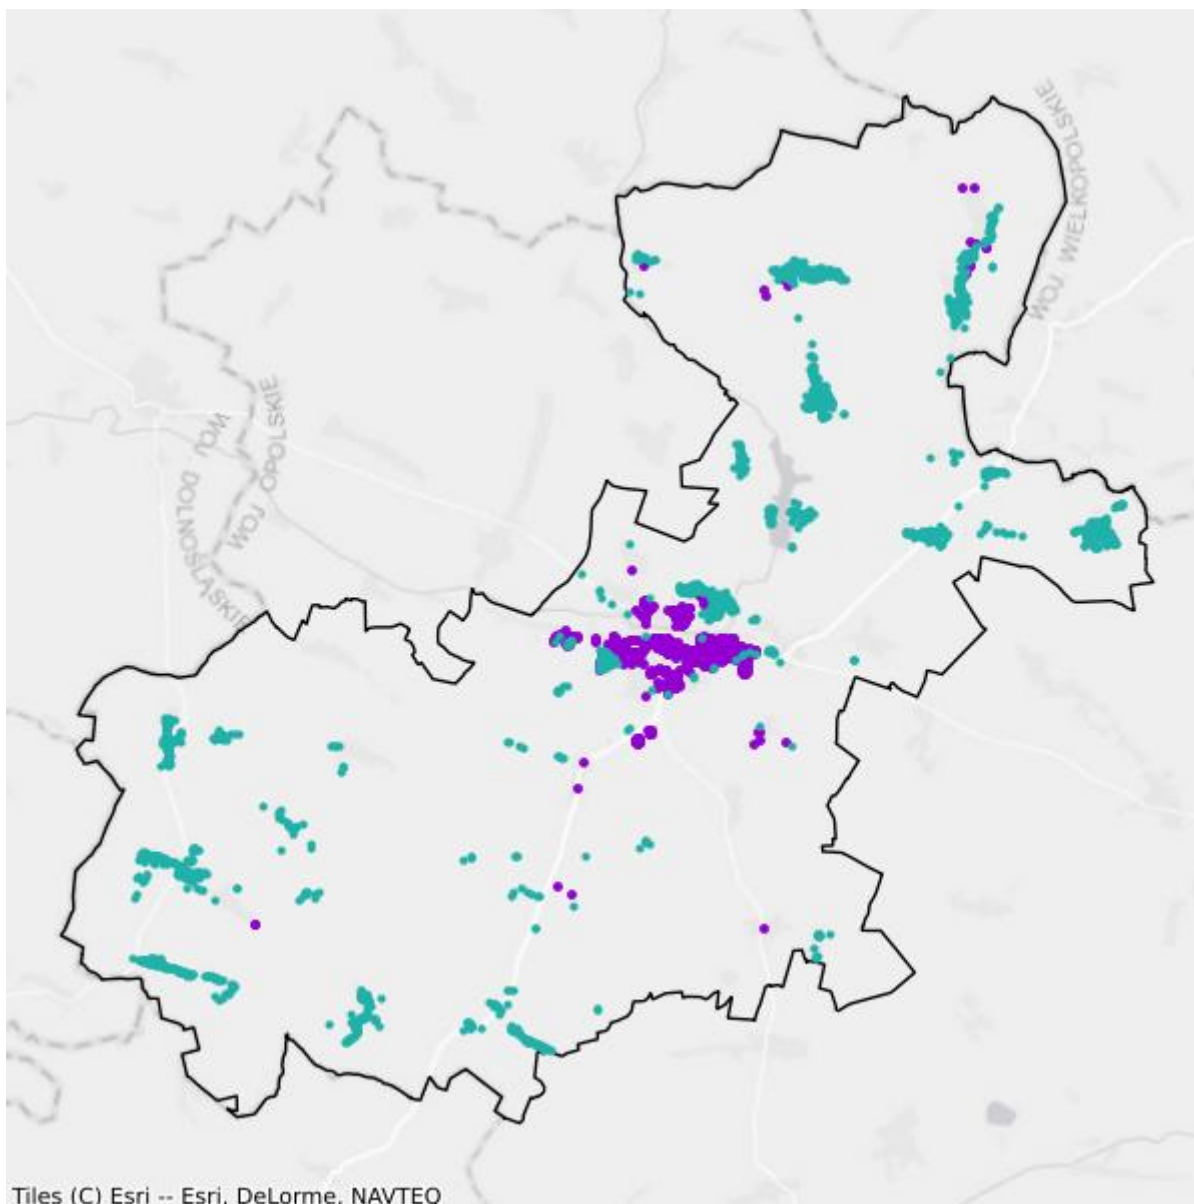 WOJ WIELKOPOLSKIE
WOJ OPOLSKIE
WOJ DOLNOŚLĄSKIE
Tiles (C) Esri -- Esri, DeLorme, NAVTEQ